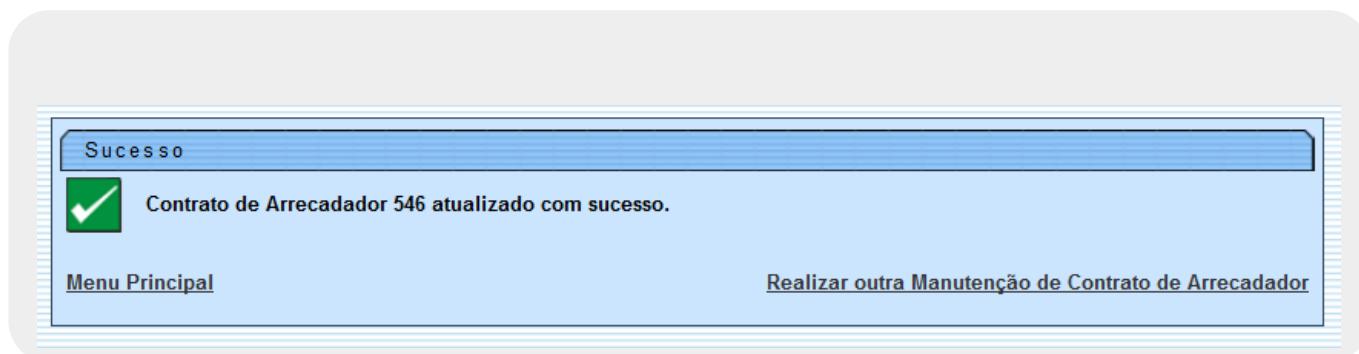 Sucesso
Contrato de Arrecadador 546 atualizado com sucesso.
Menu Principal
Realizar outra Manutenção de Contrato de Arrecadador